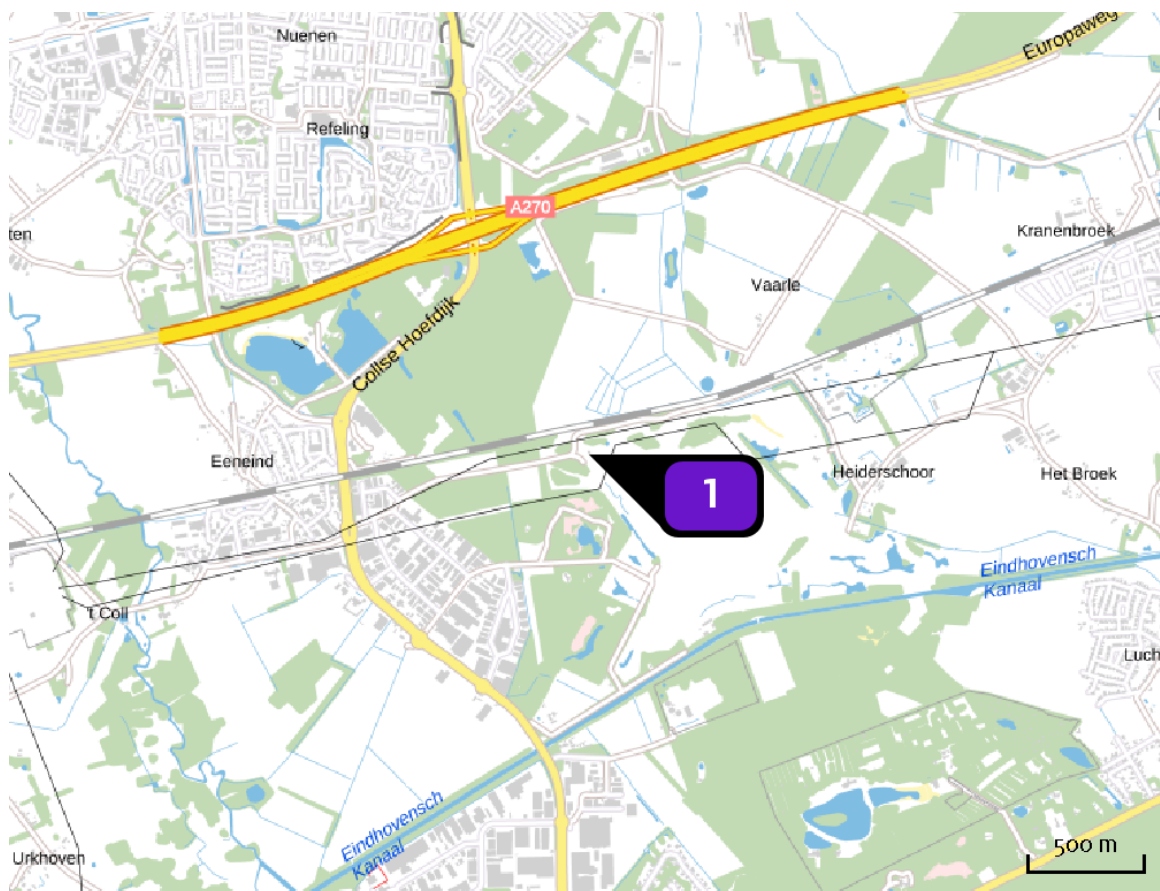 Nuenen
Europaweg
Refeling
A270
ten
Kranenbroek
Vaarle
Collse Hoefdijk
Eeneind
Heiderschoor
Het Broek
1
Eindhovensch
Kanaal
't Coll
Luch
Eindhovensch
Kanaal
Urkhoven
500 m